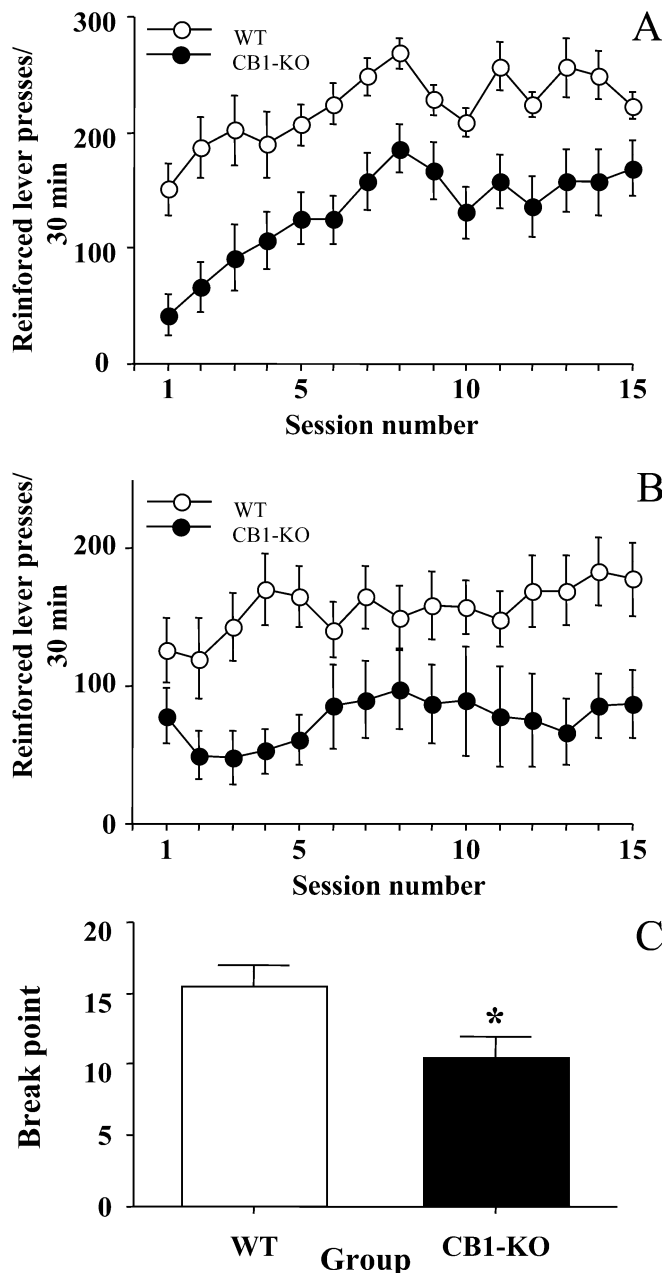 A
300
WT
CB1-KO
200
100
0
Reinforced lever presses/
30 min
1 5 10 15
Session number
B
WT
CB1-KO
200
100
0
Reinforced lever presses/
30 min
1 5 10 15
Session number
C
20
15
10
5
0
Break point
*
WT CB1-KO
Group